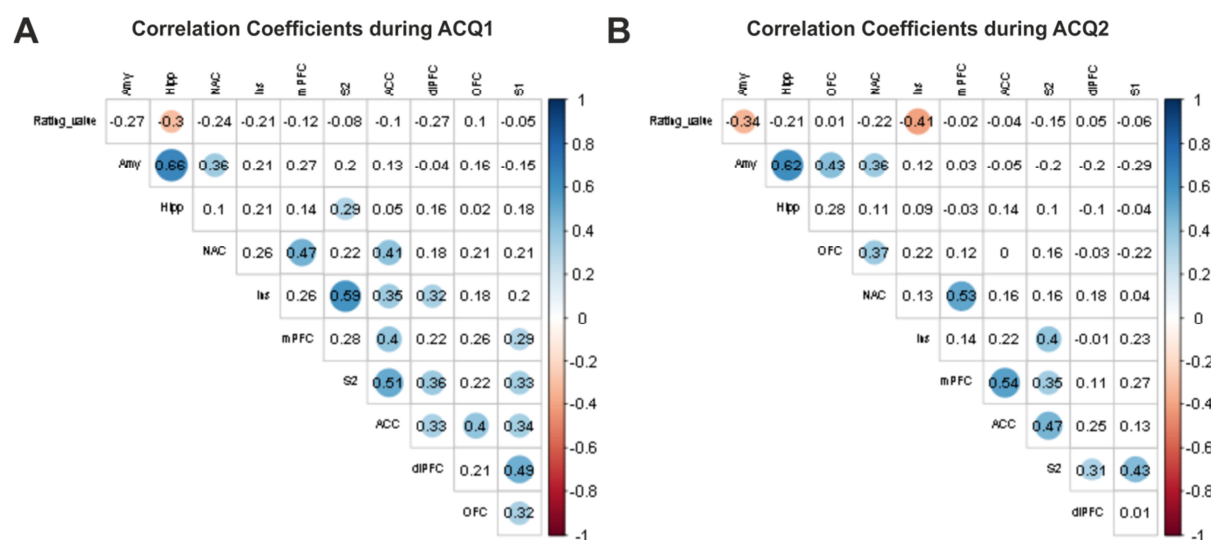 A Correlation Coefficients during ACQ1
Amy Hipp NAC Ins mPFC S2 ACC dlPFC OFC S1
Rating_value -0.27 -0.3 -0.24 -0.21 -0.12 -0.08 -0.1 -0.27 0.1 -0.05
Amy 0.66 0.36 0.21 0.27 0.2 0.13 -0.04 0.16 -0.15
Hipp 0.1 0.21 0.14 0.29 0.05 0.16 0.02 0.18
NAC 0.26 0.47 0.22 0.41 0.18 0.21 0.21
Ins 0.26 0.59 0.35 0.32 0.18 0.2
mPFC 0.28 0.4 0.22 0.26 0.29
S2 0.51 0.36 0.22 0.33
ACC 0.33 0.4 0.34
dlPFC 0.21 0.49
OFC 0.32
1
0.8
0.6
0.4
0.2
0
-0.2
-0.4
-0.6
-0.8
-1
B Correlation Coefficients during ACQ2
Amy Hipp OFC NAC Ins mPFC ACC S2 dlPFC S1
Rating_value -0.34 -0.21 0.01 -0.22 -0.41 -0.02 -0.04 -0.15 0.05 -0.06
Amy 0.62 0.43 0.36 0.12 0.03 -0.05 -0.2 -0.2 -0.29
Hipp 0.28 0.11 0.09 -0.03 0.14 0.1 -0.1 -0.04
OFC 0.37 0.22 0.12 0 0.16 -0.03 -0.22
NAC 0.13 0.53 0.16 0.16 0.18 0.04
Ins 0.14 0.22 0.4 -0.01 0.23
mPFC 0.54 0.35 0.11 0.27
ACC 0.47 0.25 0.13
S2 0.31 0.43
dlPFC 0.01
1
0.8
0.6
0.4
0.2
0
-0.2
-0.4
-0.6
-0.8
-1